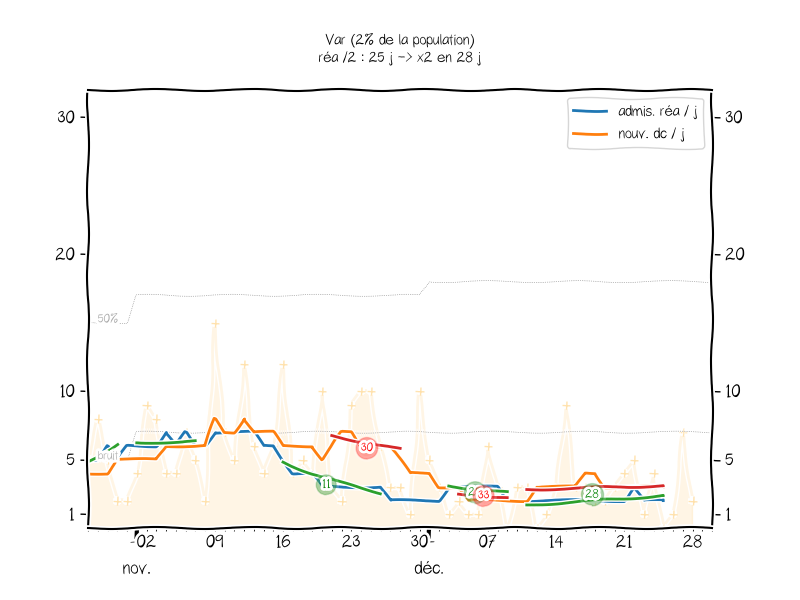 Var (2% de la population)
réa /2 : 25 j -> x2 en 28 j
admis. réa / j
nouv. dc / j
30 30
20 20
50%
10 10
bruit
5 5
30
11
33
28
1 1
02 09 16 23 30 07 14 21 28
nov. déc.